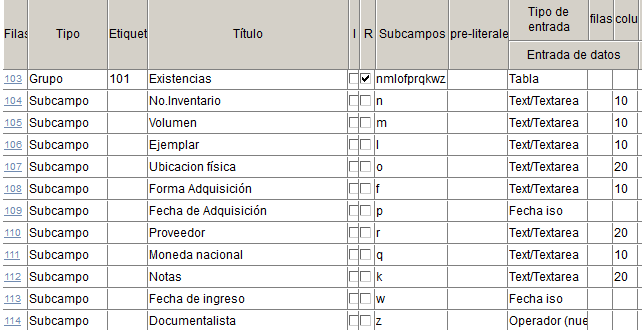 Filas Tipo Etiquet Título I R Subcampos pre-literale Tipo de entrada filas colu
Entrada de datos
103 Grupo 101 Existencias nmlofprqkwz Tabla
104 Subcampo No.Inventario n Text/Textarea 10
105 Subcampo Volumen m Text/Textarea 10
106 Subcampo Ejemplar l Text/Textarea 10
107 Subcampo Ubicacion física o Text/Textarea 20
108 Subcampo Forma Adquisición f Text/Textarea 10
109 Subcampo Fecha de Adquisición p Fecha iso
110 Subcampo Proveedor r Text/Textarea 20
111 Subcampo Moneda nacional q Text/Textarea 10
112 Subcampo Notas k Text/Textarea 20
113 Subcampo Fecha de ingreso w Fecha iso
114 Subcampo Documentalista z Operador (nue